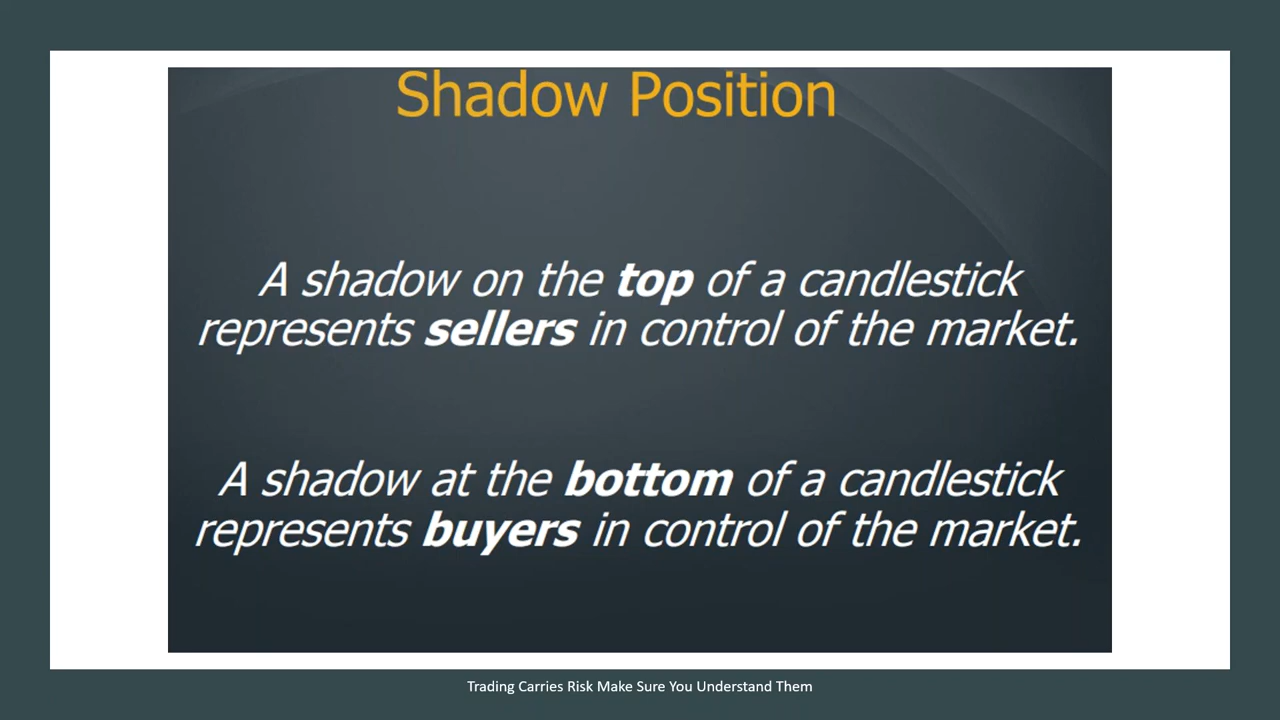 Shadow Position
A shadow on the top of a candlestick
represents sellers in control of the market.
A shadow at the bottom of a candlestick
represents buyers in control of the market.
Trading Carries Risk Make Sure You Understand Them